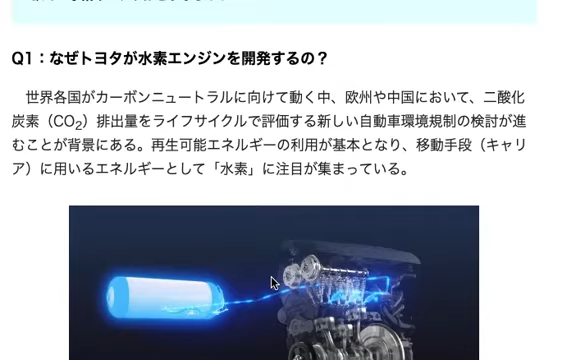 Q1：なぜトヨタが水素エンジンを開発するの？
世界各国がカーボンニュートラルに向けて動く中、欧州や中国において、二酸化
炭素（CO2）排出量をライフサイクルで評価する新しい自動車環境規制の検討が進
むことが背景にある。再生可能エネルギーの利用が基本となり、移動手段（キャリ
ア）に用いるエネルギーとして「水素」に注目が集まっている。